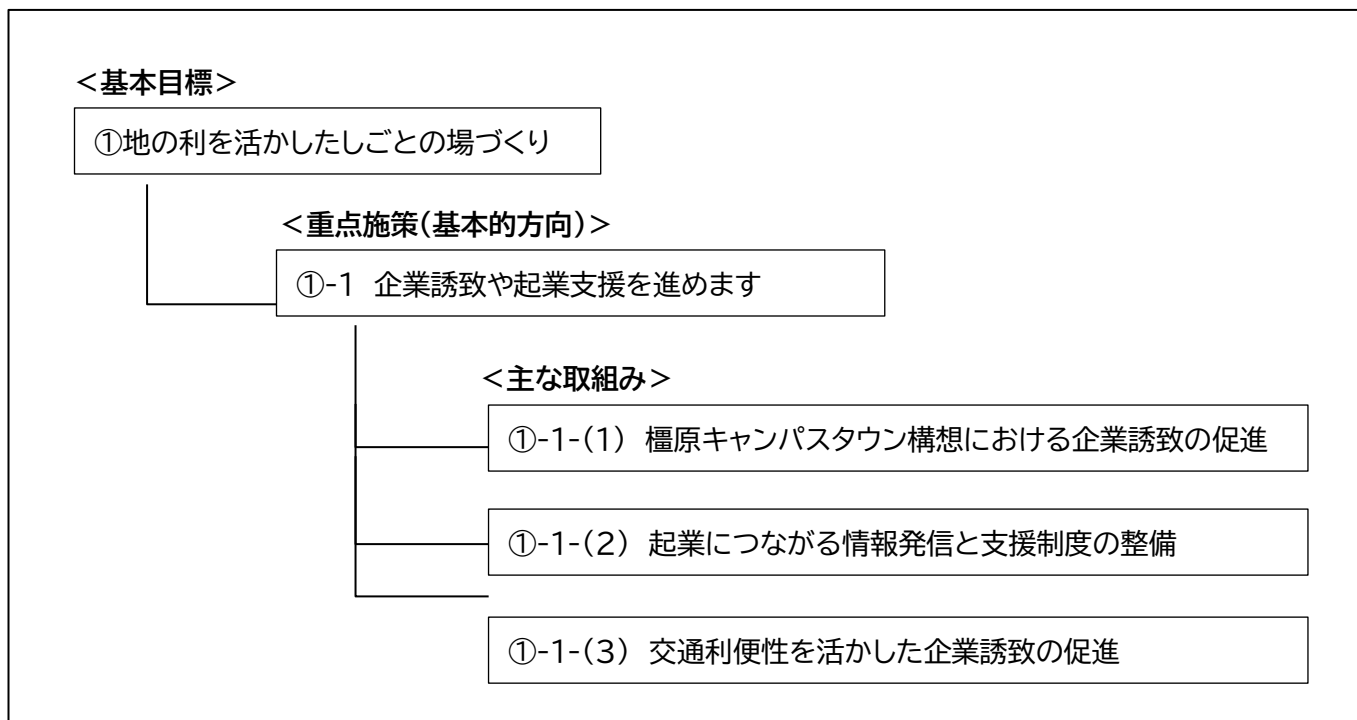 ＜基本目標＞
①地の利を活かしたしごとの場づくり
＜重点施策（基本的方向）＞
①-1　企業誘致や起業支援を進めます
＜主な取組み＞
①-1-(1)　橿原キャンパスタウン構想における企業誘致の促進
①-1-(2)　起業につながる情報発信と支援制度の整備
①-1-(3)　交通利便性を活かした企業誘致の促進